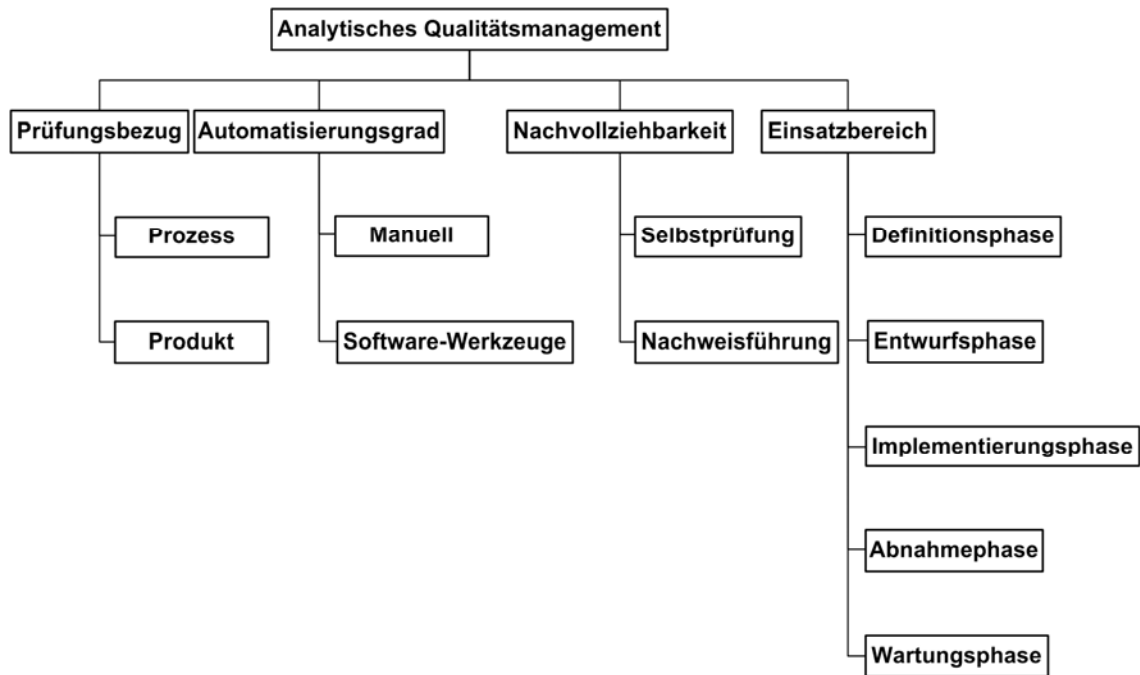 Analytisches Qualitätsmanagement
Prüfungsbezug
Automatisierungsgrad
Nachvollziehbarkeit
Einsatzbereich
Prozess
Manuell
Selbstprüfung
Definitionsphase
Produkt
Software-Werkzeuge
Nachweisführung
Entwurfsphase
Implementierungsphase
Abnahmephase
Wartungsphase